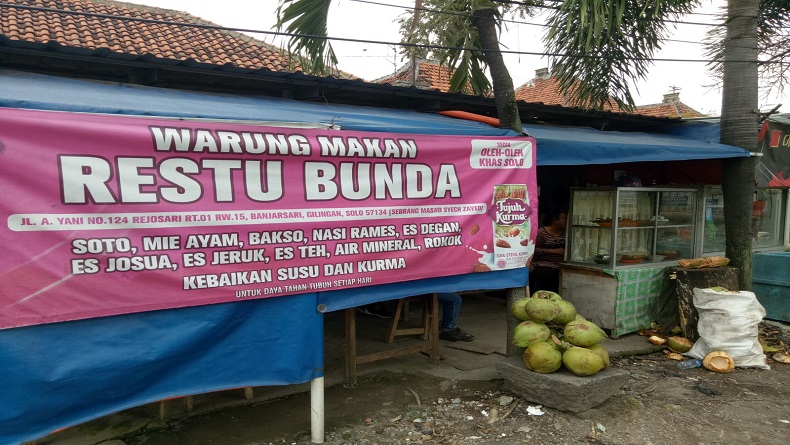 WARUNG MAKAN
RESTU BUNDA
SEDIA
OLEH-OLEH
KHAS SOLO
JL. A. YANI NO.124 REJOSARI RT.01 RW.15, BANJARSARI, GILINGAN, SOLO 57134 (SEBRANG MASJID SYECH ZAYED)
SOTO, MIE AYAM, BAKSO, NASI RAMES, ES DEGAN,
ES JOSUA, ES JERUK, ES TEH, AIR MINERAL, ROKOK
KEBAIKAN SUSU DAN KURMA
UNTUK DAYA TAHAN TUBUH SETIAP HARI
Tujuh
Kurma